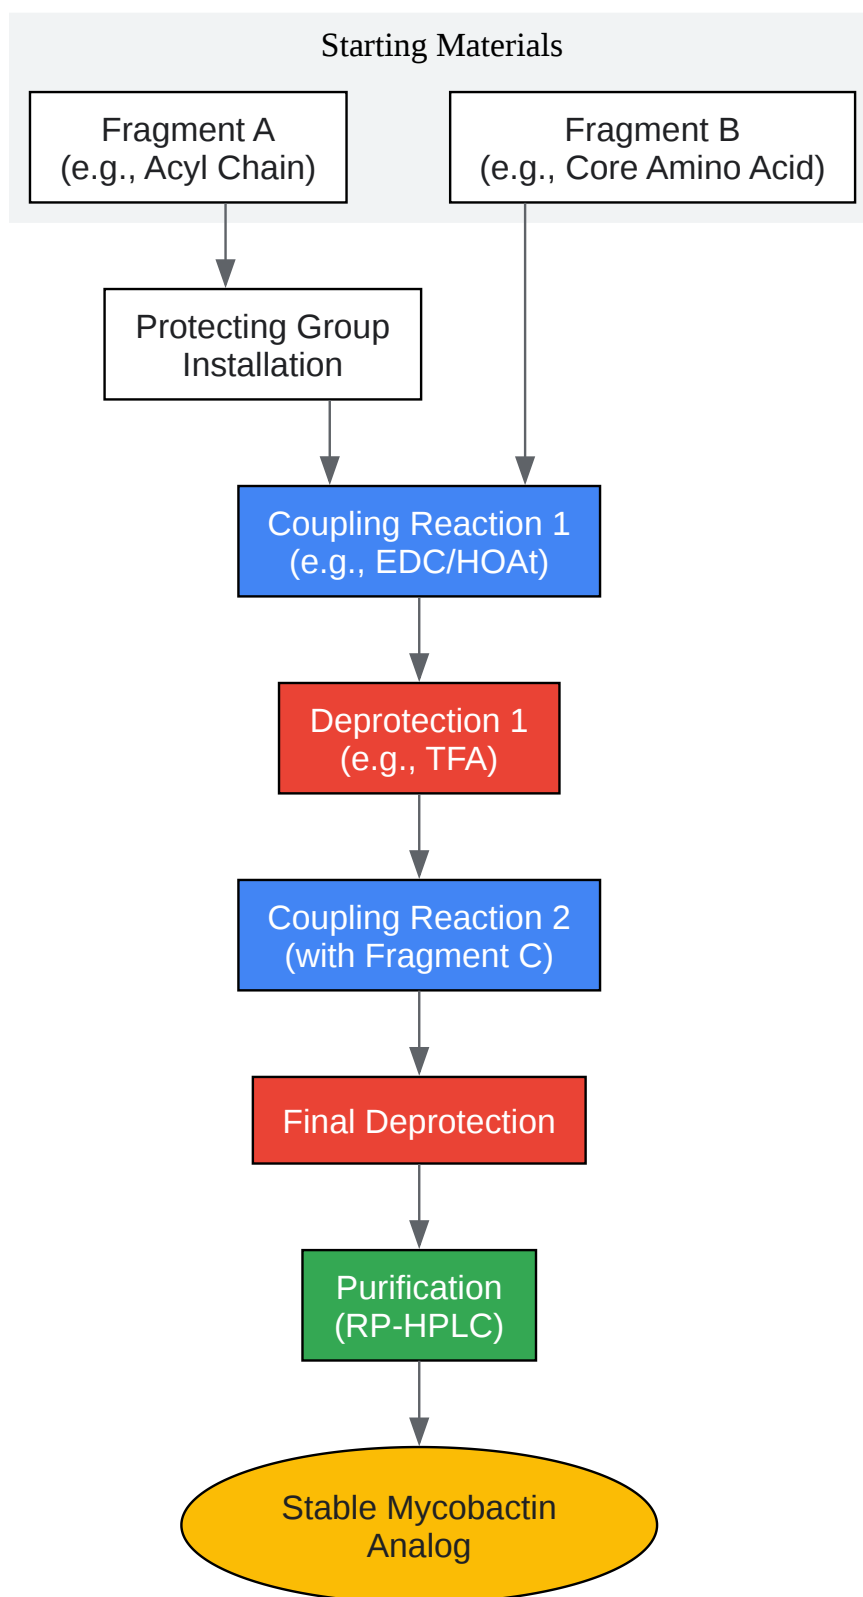 Starting Materials
Fragment A
(e.g., Acyl Chain)
Fragment B
(e.g., Core Amino Acid)
Protecting Group
Installation
Coupling Reaction 1
(e.g., EDC/HOAt)
Deprotection 1
(e.g., TFA)
Coupling Reaction 2
(with Fragment C)
Final Deprotection
Purification
(RP-HPLC)
Stable Mycobactin
Analog